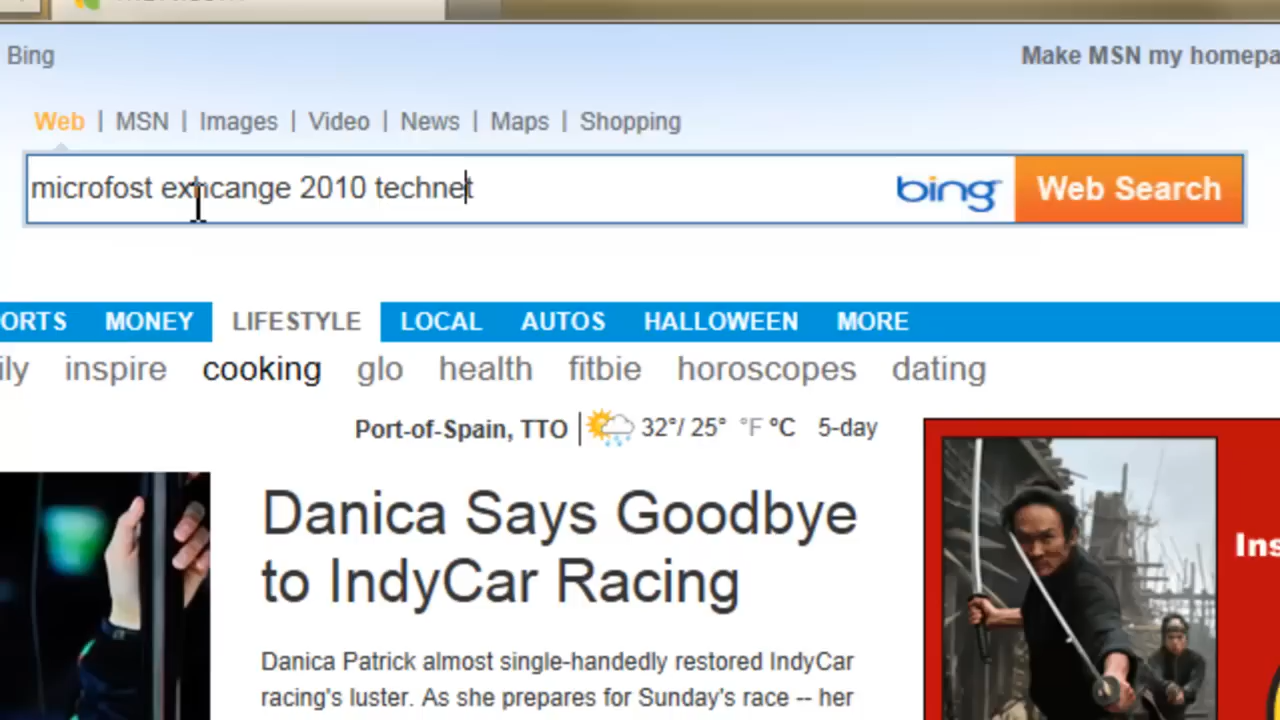 Bing
Make MSN my homepa
Web | MSN | Images | Video | News | Maps | Shopping
microfost exhcange 2010 technet
bing
Web Search
ORTS MONEY LIFESTYLE LOCAL AUTOS HALLOWEEN MORE
ily inspire cooking glo health fitbie horoscopes dating
Port-of-Spain, TTO | 32°/ 25° °F °C 5-day
Danica Says Goodbye
to IndyCar Racing
Ins
Danica Patrick almost single-handedly restored IndyCar
racing's luster. As she prepares for Sunday's race -- her